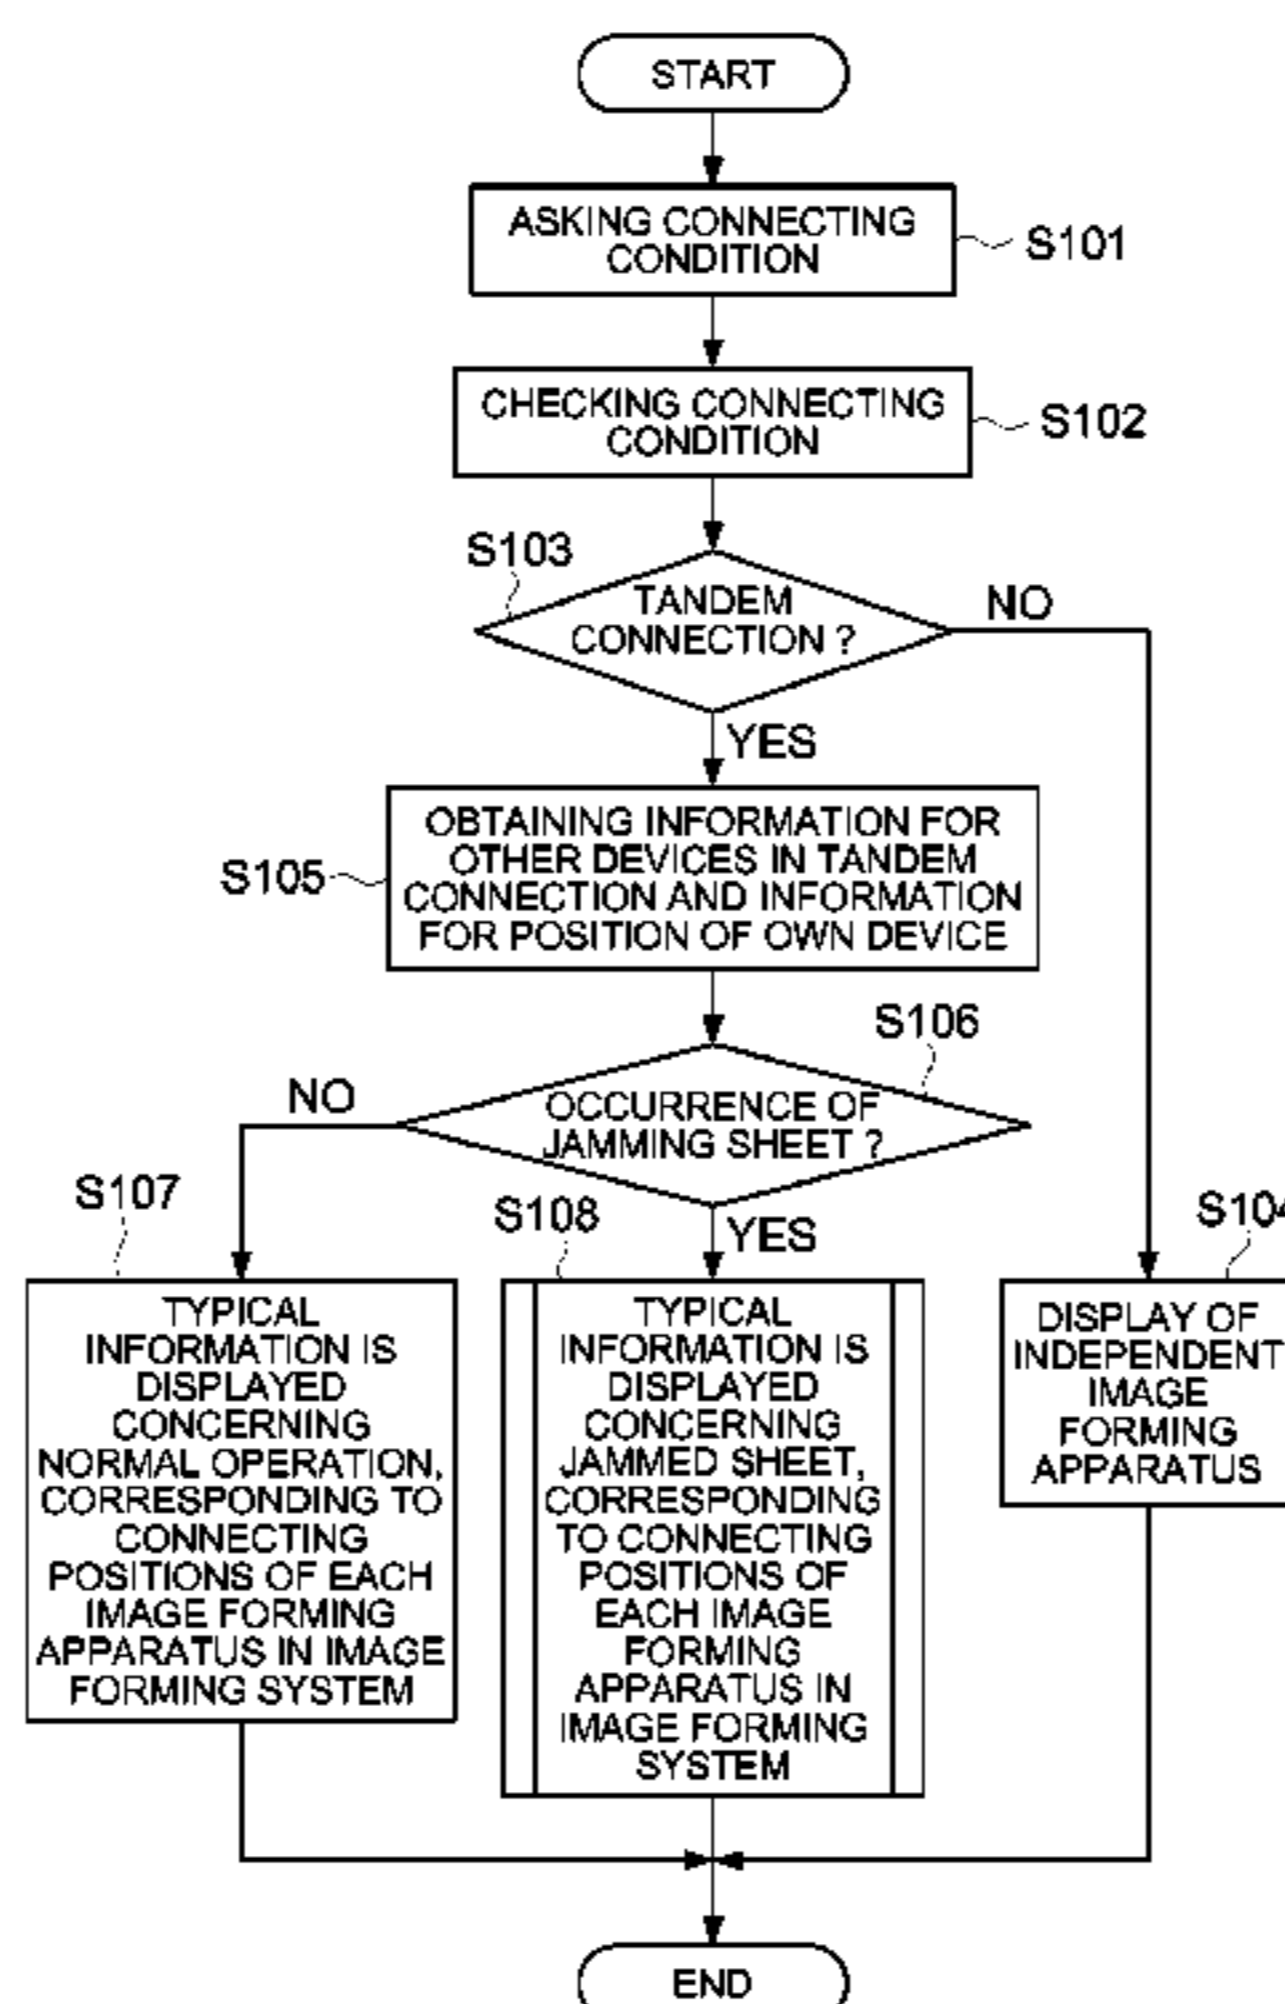 START
ASKING CONNECTING
CONDITION
S101
CHECKING CONNECTING
CONDITION
S102
S103
TANDEM
CONNECTION ?
NO
YES
OBTAINING INFORMATION FOR
OTHER DEVICES IN TANDEM
CONNECTION AND INFORMATION
FOR POSITION OF OWN DEVICE
S105
S106
OCCURRENCE OF
JAMMING SHEET ?
NO
YES
S107
TYPICAL
INFORMATION IS
DISPLAYED
CONCERNING
NORMAL OPERATION,
CORRESPONDING TO
CONNECTING
POSITIONS OF EACH
IMAGE FORMING
APPARATUS IN IMAGE
FORMING SYSTEM
S108
TYPICAL
INFORMATION IS
DISPLAYED
CONCERNING
JAMMED SHEET,
CORRESPONDING
TO CONNECTING
POSITIONS OF
EACH IMAGE
FORMING
APPARATUS IN
IMAGE FORMING
SYSTEM
S104
DISPLAY OF
INDEPENDENT
IMAGE
FORMING
APPARATUS
END